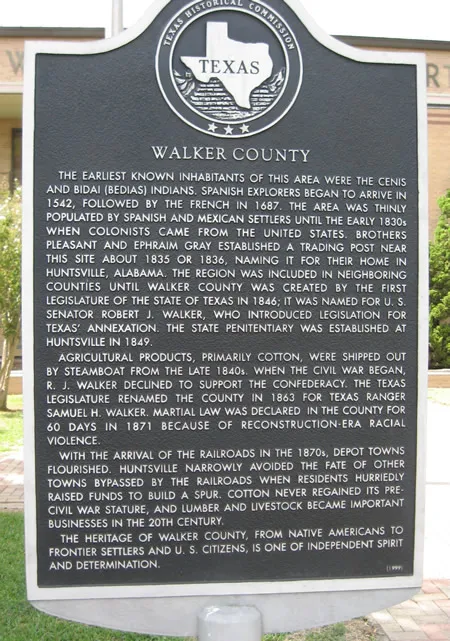 TEXAS HISTORICAL COMMISSION
TEXAS
WALKER COUNTY
THE EARLIEST KNOWN INHABITANTS OF THIS AREA WERE THE CENIS
AND BIDAI (BEDIAS) INDIANS. SPANISH EXPLORERS BEGAN TO ARRIVE IN
1542, FOLLOWED BY THE FRENCH IN 1687. THE AREA WAS THINLY
POPULATED BY SPANISH AND MEXICAN SETTLERS UNTIL THE EARLY 1830s
WHEN COLONISTS CAME FROM THE UNITED STATES. BROTHERS
PLEASANT AND EPHRAIM GRAY ESTABLISHED A TRADING POST NEAR
THIS SITE ABOUT 1835 OR 1836, NAMING IT FOR THEIR HOME IN
HUNTSVILLE, ALABAMA. THE REGION WAS INCLUDED IN NEIGHBORING
COUNTIES UNTIL WALKER COUNTY WAS CREATED BY THE FIRST
LEGISLATURE OF THE STATE OF TEXAS IN 1846; IT WAS NAMED FOR U. S.
SENATOR ROBERT J. WALKER, WHO INTRODUCED LEGISLATION FOR
TEXAS' ANNEXATION. THE STATE PENITENTIARY WAS ESTABLISHED AT
HUNTSVILLE IN 1849.
AGRICULTURAL PRODUCTS, PRIMARILY COTTON, WERE SHIPPED OUT
BY STEAMBOAT FROM THE LATE 1840s. WHEN THE CIVIL WAR BEGAN,
R. J. WALKER DECLINED TO SUPPORT THE CONFEDERACY. THE TEXAS
LEGISLATURE RENAMED THE COUNTY IN 1863 FOR TEXAS RANGER
SAMUEL H. WALKER. MARTIAL LAW WAS DECLARED IN THE COUNTY FOR
60 DAYS IN 1871 BECAUSE OF RECONSTRUCTION-ERA RACIAL
VIOLENCE.
WITH THE ARRIVAL OF THE RAILROADS IN THE 1870s, DEPOT TOWNS
FLOURISHED. HUNTSVILLE NARROWLY AVOIDED THE FATE OF OTHER
TOWNS BYPASSED BY THE RAILROADS WHEN RESIDENTS HURRIEDLY
RAISED FUNDS TO BUILD A SPUR. COTTON NEVER REGAINED ITS PRE-
CIVIL WAR STATURE, AND LUMBER AND LIVESTOCK BECAME IMPORTANT
BUSINESSES IN THE 20TH CENTURY.
THE HERITAGE OF WALKER COUNTY, FROM NATIVE AMERICANS TO
FRONTIER SETTLERS AND U. S. CITIZENS, IS ONE OF INDEPENDENT SPIRIT
AND DETERMINATION.
(1999)